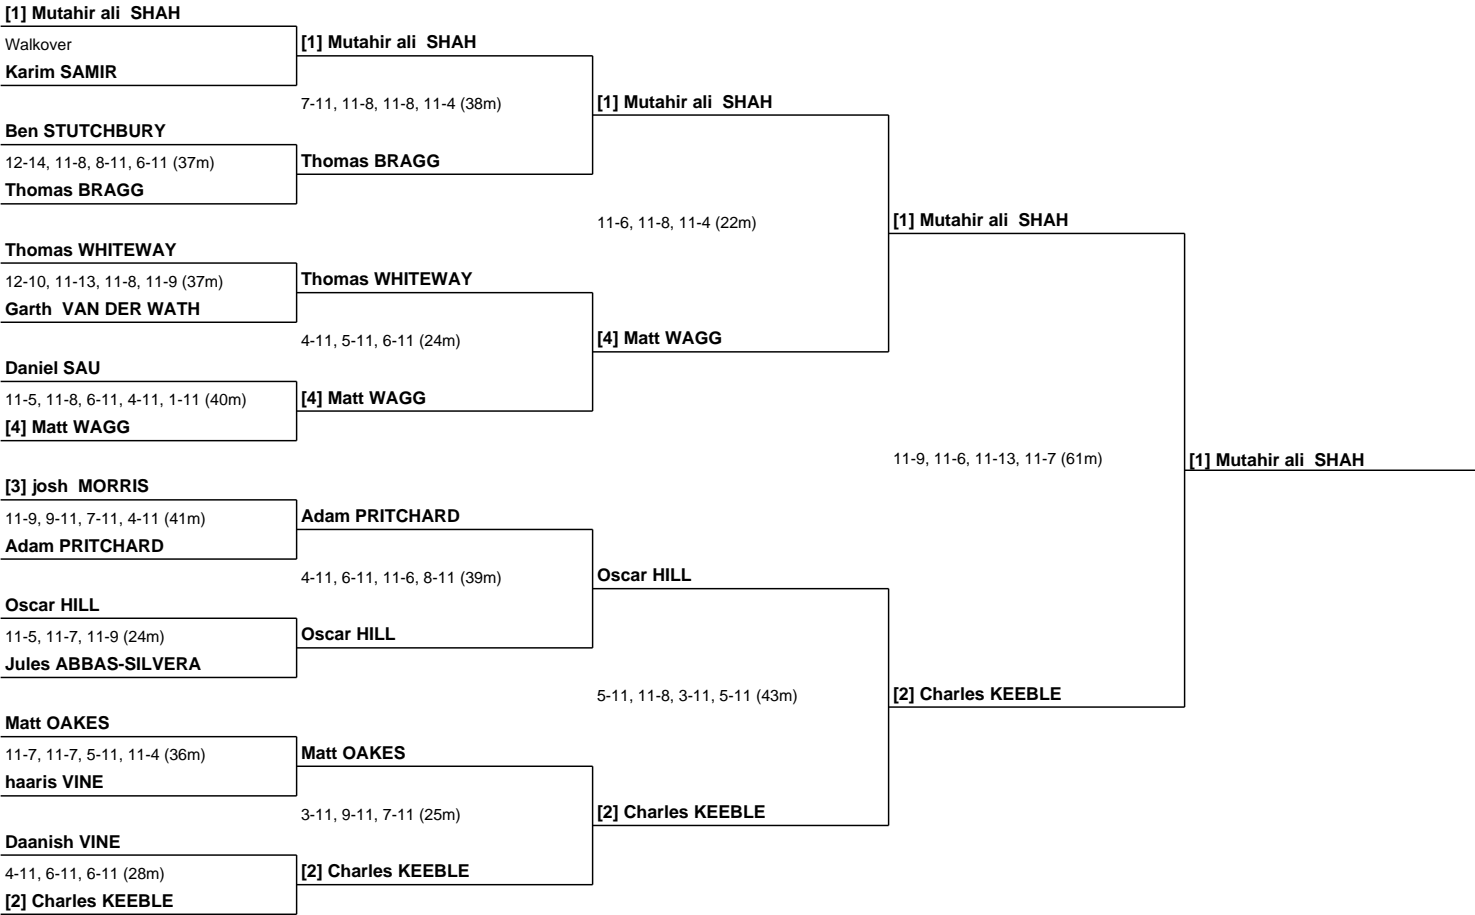 [1] Mutahir ali  SHAH
Walkover
Karim SAMIR
Ben STUTCHBURY
12-14, 11-8, 8-11, 6-11 (37m)
Thomas BRAGG
Thomas WHITEWAY
12-10, 11-13, 11-8, 11-9 (37m)
Garth  VAN DER WATH
Daniel SAU
11-5, 11-8, 6-11, 4-11, 1-11 (40m)
[4] Matt WAGG
[3] josh  MORRIS
11-9, 9-11, 7-11, 4-11 (41m)
Adam PRITCHARD
Oscar HILL
11-5, 11-7, 11-9 (24m)
Jules ABBAS-SILVERA
Matt OAKES
11-7, 11-7, 5-11, 11-4 (36m)
haaris VINE
Daanish VINE
4-11, 6-11, 6-11 (28m)
[2] Charles KEEBLE
[1] Mutahir ali  SHAH
7-11, 11-8, 11-8, 11-4 (38m)
Thomas BRAGG
Thomas WHITEWAY
4-11, 5-11, 6-11 (24m)
[4] Matt WAGG
Adam PRITCHARD
4-11, 6-11, 11-6, 8-11 (39m)
Oscar HILL
Matt OAKES
3-11, 9-11, 7-11 (25m)
[2] Charles KEEBLE
[1] Mutahir ali  SHAH
11-6, 11-8, 11-4 (22m)
[4] Matt WAGG
Oscar HILL
5-11, 11-8, 3-11, 5-11 (43m)
[2] Charles KEEBLE
[1] Mutahir ali  SHAH
11-9, 11-6, 11-13, 11-7 (61m)
[2] Charles KEEBLE
[1] Mutahir ali  SHAH